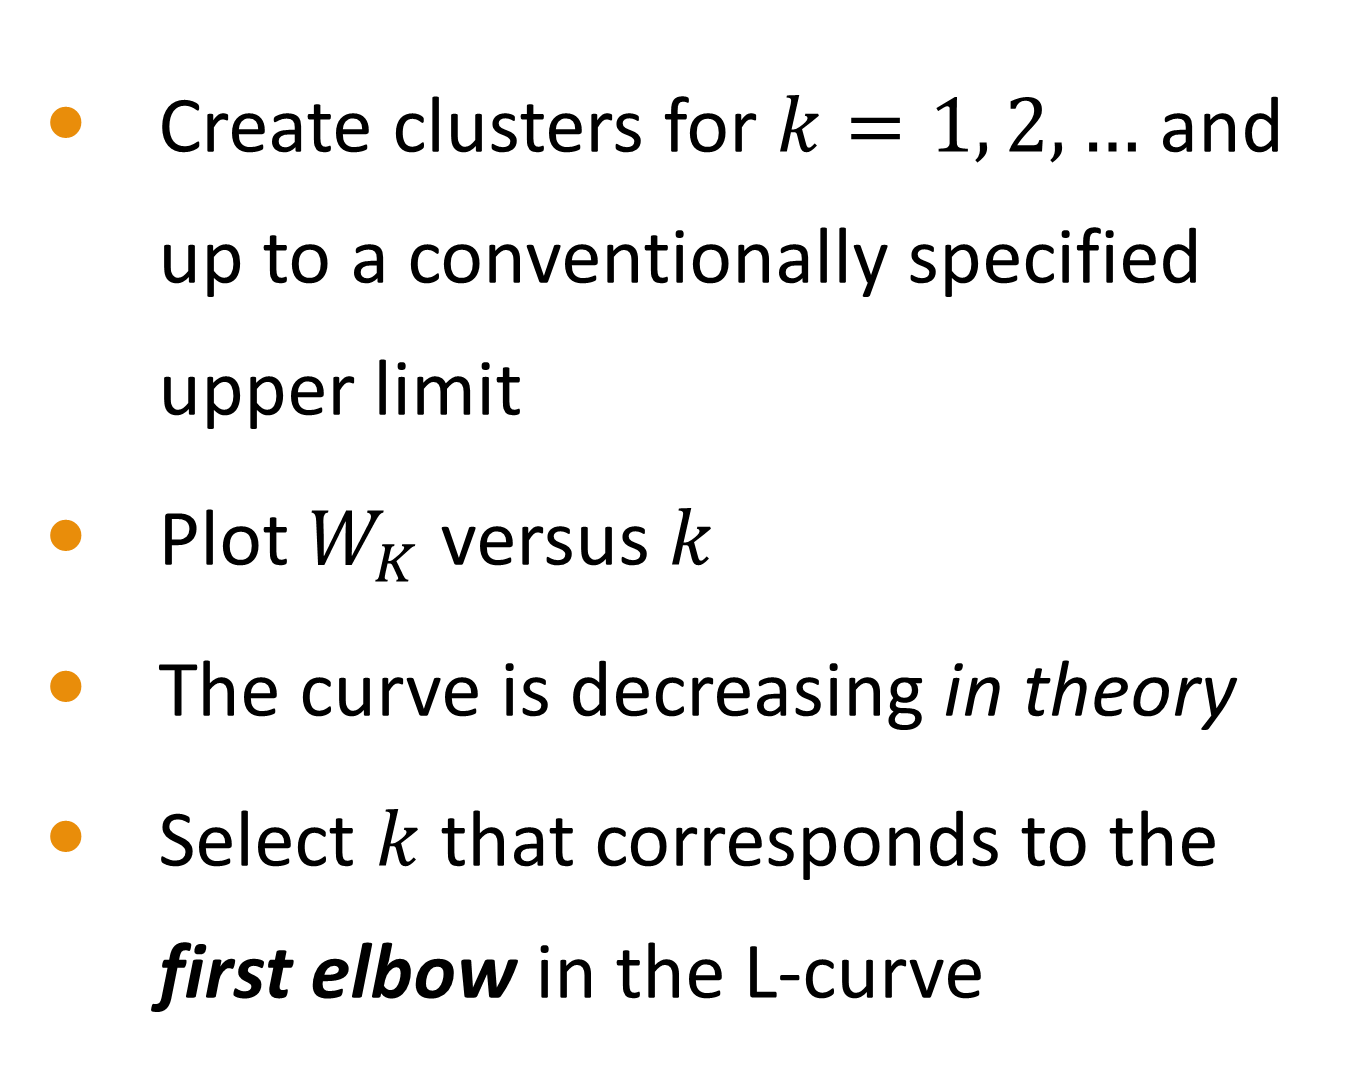 • Create clusters for 𝑘 = 1, 2, … and
up to a conventionally specified
upper limit
• Plot 𝑊𝐾 versus 𝑘
• The curve is decreasing in theory
• Select 𝑘 that corresponds to the
first elbow in the L-curve